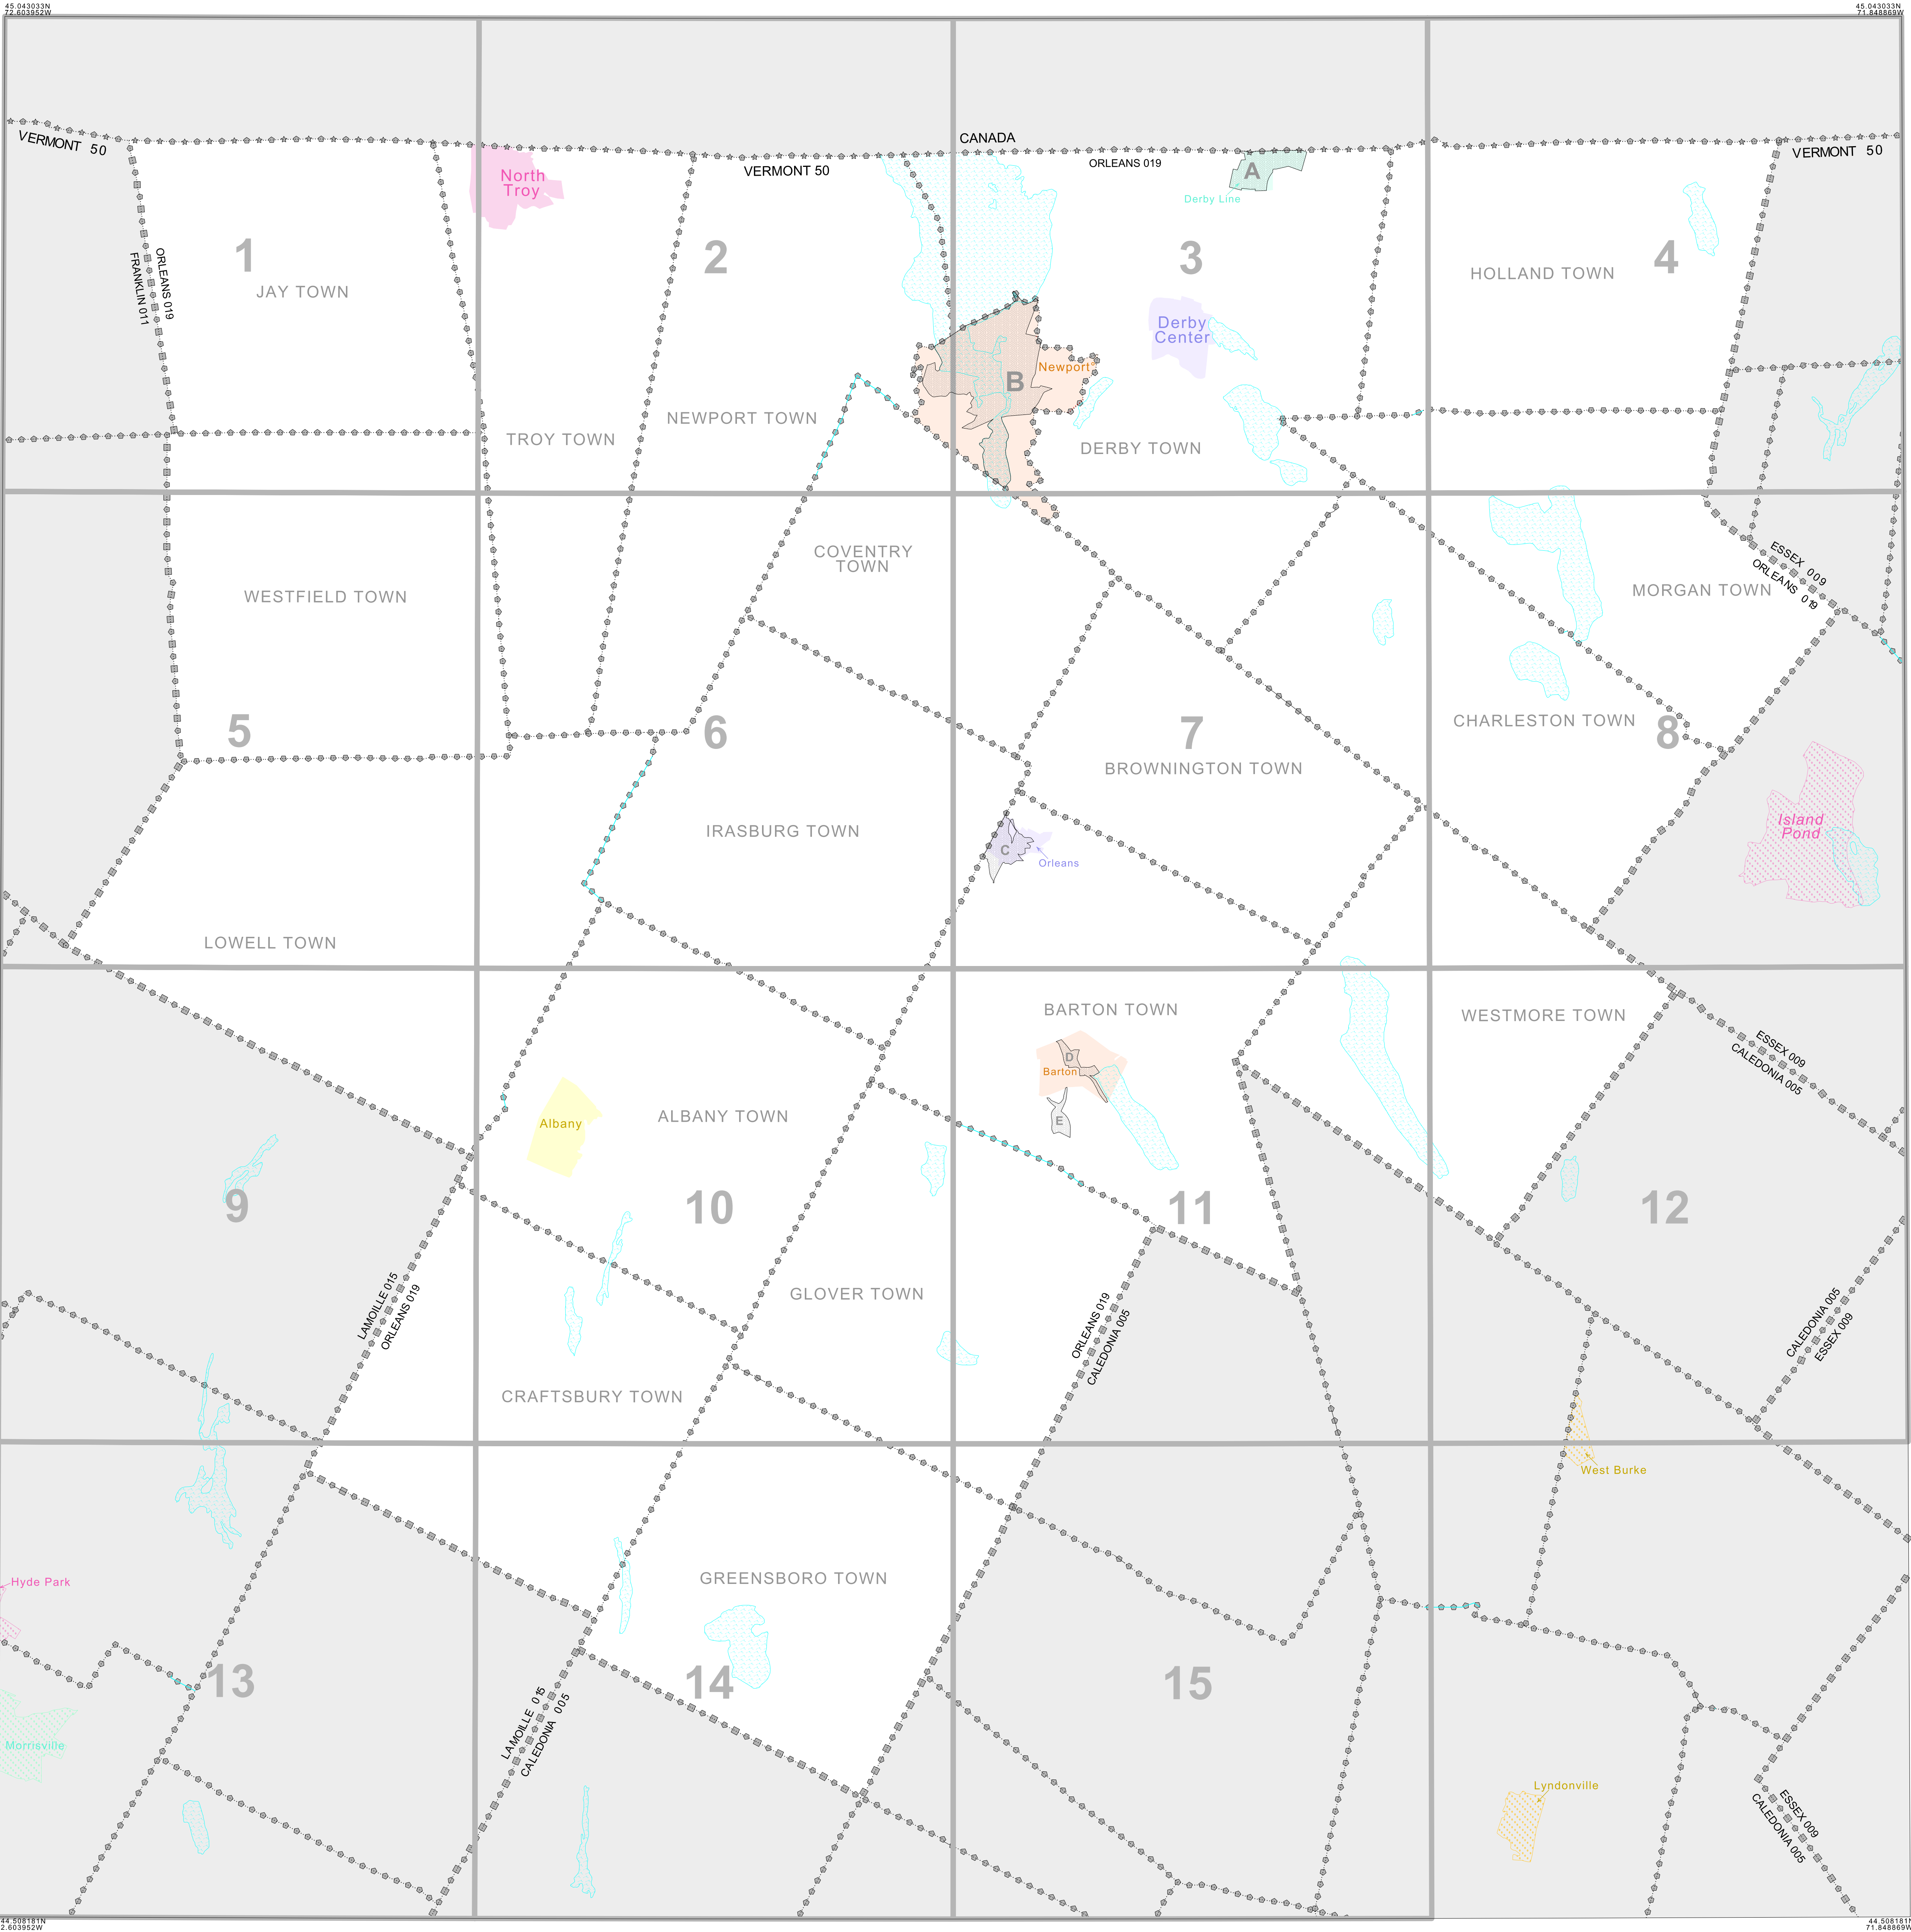 45.043033N
72.603952W
45.043033N
71.848869W
CANADA
VERMONT 50
VERMONT 50
ORLEANS 019
VERMONT 50
North
Troy
A
Derby Line
1
2
3
4
JAY TOWN
FRANKLIN 011
ORLEANS 019
HOLLAND TOWN
Derby
Center
Newport
B
NEWPORT TOWN
TROY TOWN
DERBY TOWN
COVENTRY
TOWN
WESTFIELD TOWN
MORGAN TOWN
ESSEX 009
ORLEANS 019
5
6
7
8
CHARLESTON TOWN
BROWNINGTON TOWN
IRASBURG TOWN
C
Orleans
Island
Pond
LOWELL TOWN
BARTON TOWN
WESTMORE TOWN
D
Barton
E
ESSEX 009
CALEDONIA 005
Albany
ALBANY TOWN
9
10
11
12
GLOVER TOWN
LAMOILLE 015
ORLEANS 019
ORLEANS 019
CALEDONIA 005
CALEDONIA 005
ESSEX 009
CRAFTSBURY TOWN
West Burke
Hyde Park
GREENSBORO TOWN
13
14
15
LAMOILLE 015
CALEDONIA 005
Morrisville
Lyndonville
ESSEX 009
CALEDONIA 005
44.508181N
2.603952W
44.508181N
71.848869W